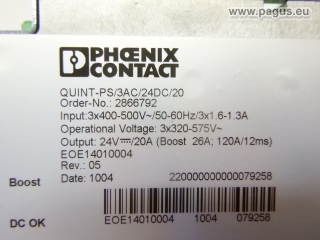 www.pagus.eu
PHŒNIX
CONTACT
QUINT-PS/3AC/24DC/20
Order-No.: 2866792
Input:3x400-500V~/50-60Hz/3x1.6-1.3A
Operational Voltage: 3x320-575V~
Output: 24V⎓/20A (Boost 26A; 120A/12ms)
EOE14010004
Rev.: 05
Date: 1004 220000000000079258
Boost
DC OK
EOE14010004 1004 079258